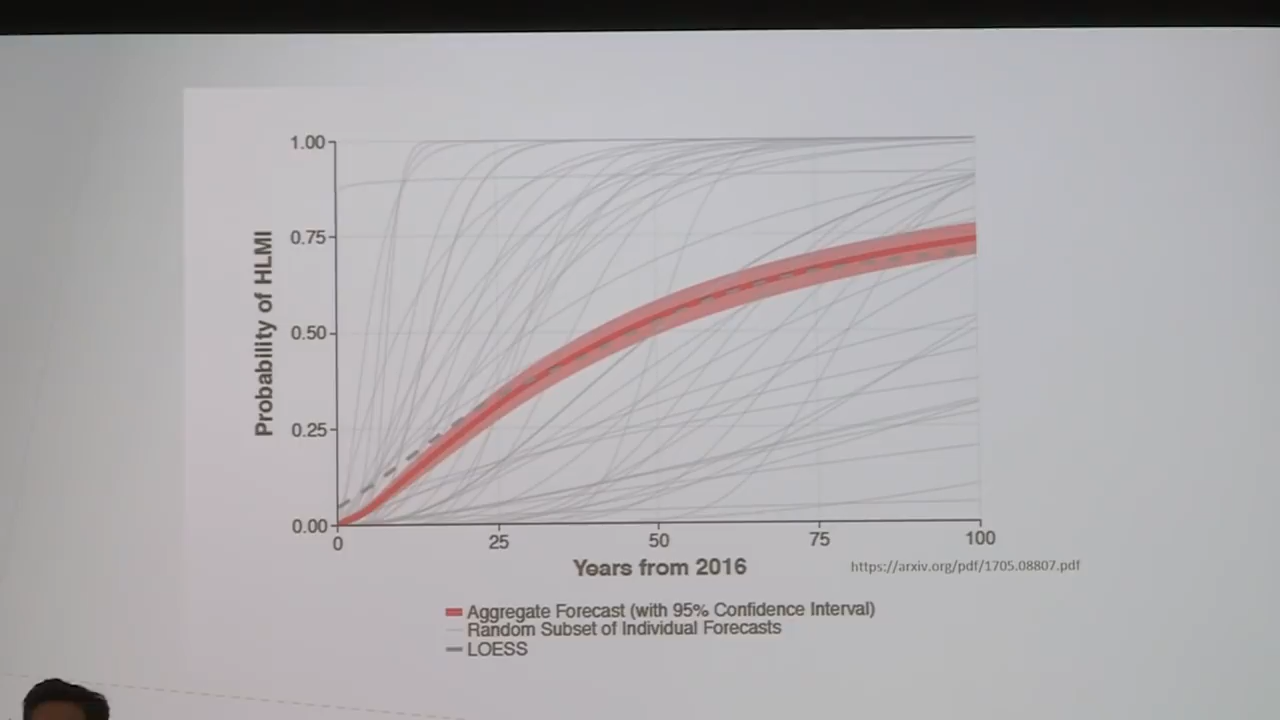 1.00
0.75
0.50
0.25
0.00
Probability of HLMI
0
25
50
75
100
Years from 2016
https://arxiv.org/pdf/1705.08807.pdf
Aggregate Forecast (with 95% Confidence Interval)
Random Subset of Individual Forecasts
LOESS